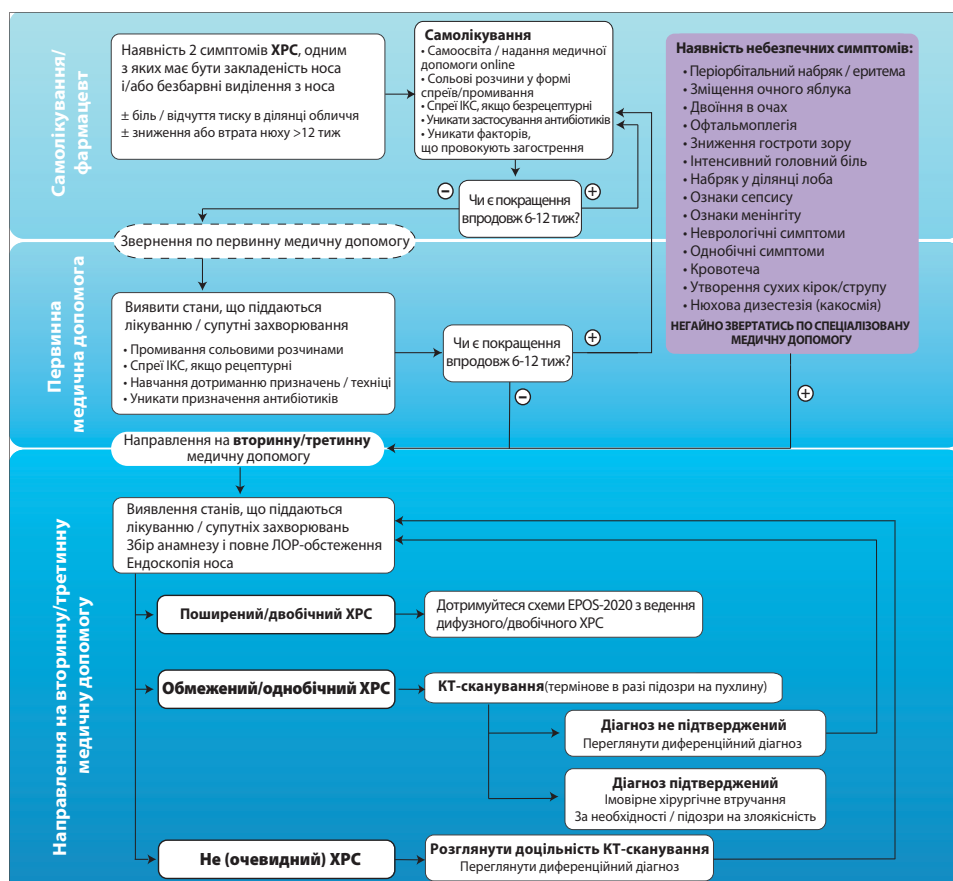 Самолікування/
фармацевт
Наявність 2 симптомів ХРС, одним
з яких має бути закладеність носа
і/або безбарвні виділення з носа
± біль / відчуття тиску в ділянці обличчя
± зниження або втрата нюху >12 тиж
Самолікування
• Самоосвіта / надання медичної
допомоги online
• Сольові розчини у формі
спреїв/промивання
• Спреї ІКС, якщо безрецептурні
• Уникати застосування антибіотиків
• Уникати факторів,
що провокують загострення
Чи є покращення
впродовж 6-12 тиж?
−
+
Наявність небезпечних симптомів:
• Періорбітальний набряк / еритема
• Зміщення очного яблука
• Двоїння в очах
• Офтальмоплегія
• Зниження гостроти зору
• Інтенсивний головний біль
• Набряк у ділянці лоба
• Ознаки сепсису
• Ознаки менінгіту
• Неврологічні симптоми
• Однобічні симптоми
• Кровотеча
• Утворення сухих кірок/струпу
• Нюхова дизестезія (какосмія)
НЕГАЙНО ЗВЕРТАТИСЬ ПО СПЕЦІАЛІЗОВАНУ
МЕДИЧНУ ДОПОМОГУ
+
Звернення по первинну медичну допомогу
Первинна
медична допомога
Виявити стани, що піддаються
лікуванню / супутні захворювання
• Промивання сольовими розчинами
• Спреї ІКС, якщо рецептурні
• Навчання дотриманню призначень / техніці
• Уникати призначення антибіотиків
Чи є покращення
впродовж 6-12 тиж?
+
−
Направлення на вторинну/третинну
медичну допомогу
Направлення на вторинну/третинну
медичну допомогу
Виявлення станів, що піддаються
лікуванню / супутніх захворювань
Збір анамнезу і повне ЛОР-обстеження
Ендоскопія носа
Поширений/двобічний ХРС
Дотримуйтеся схеми EPOS-2020 з ведення
дифузного/двобічного ХРС
Обмежений/однобічний ХРС
КТ-сканування(термінове в разі підозри на пухлину)
Діагноз не підтверджений
Переглянути диференційний діагноз
Діагноз підтверджений
Імовірне хірургічне втручання
За необхідності / підозри на злоякісність
Не (очевидний) ХРС
Розглянути доцільність КТ-сканування
Переглянути диференційний діагноз